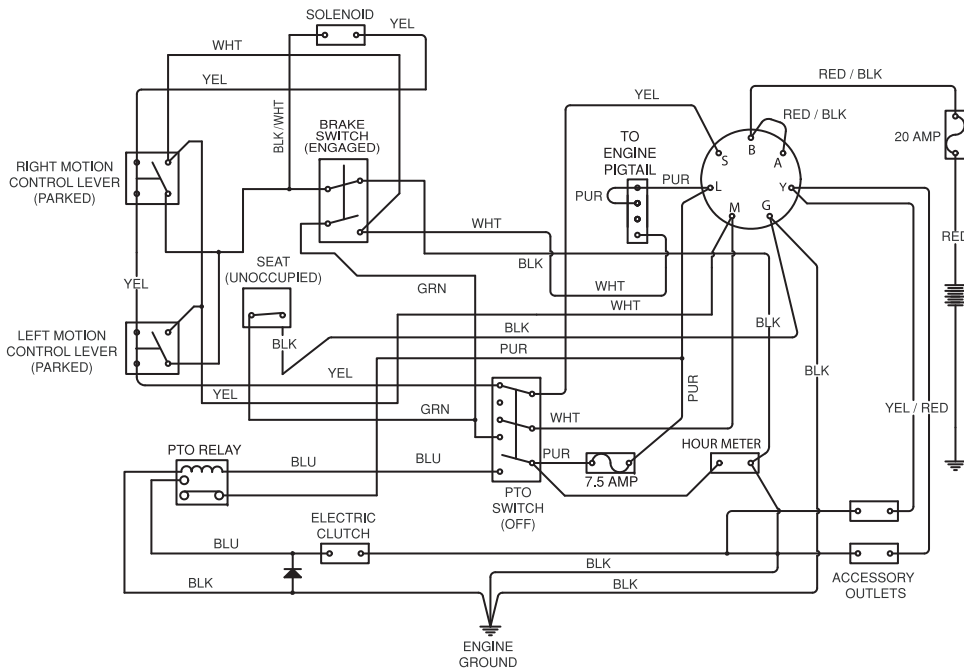 SOLENOID
YEL
WHT
YEL
RED / BLK
YEL
RED / BLK
20 AMP
BLK/WHT
BRAKE
SWITCH
(ENGAGED)
TO
ENGINE
PIGTAIL
B
A
S
L
Y
M
G
PUR
PUR
RIGHT MOTION
CONTROL LEVER
(PARKED)
WHT
BLK
RED
SEAT
(UNOCCUPIED)
GRN
WHT
WHT
YEL
BLK
BLK
BLK
LEFT MOTION
CONTROL LEVER
(PARKED)
PUR
BLK
YEL
PUR
YEL
GRN
WHT
YEL / RED
PTO RELAY
BLU
BLU
PUR
HOUR METER
7.5 AMP
PTO
SWITCH
(OFF)
ELECTRIC
CLUTCH
BLU
BLK
BLK
BLK
ACCESSORY
OUTLETS
ENGINE
GROUND